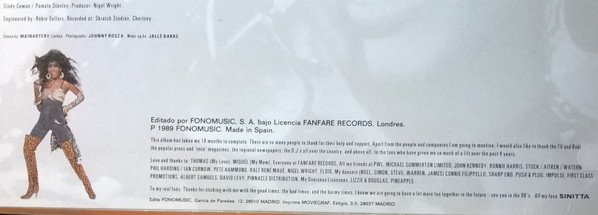 Cindy Cowan / Pamela Stanley, Producer: Nigel Wright.
Engineered by: Robin Sellars. Recorded at: Skratch Studios. Chertsey.
MAINARTERY, London Photography JOHNNY ROSZA. Make up by JALLE BAKKE.
Editado por FONOMUSIC, S. A. bajo Licencia FANFARE RECORDS, Londres.
P 1989 FONOMUSIC. Made in Spain.
This album has taken me 18 months to complete. There are so many people to thank for their help and support. Apart from the people and companies I am going to mention, I would also like to thank the TV and Radio
the popular press and 'teen' magazines, the regional newspapers, the D.J's all over the country, and above all, to the fans who have given me so much of a lift over the past 4 years.
Love and thanks to: THOMAS (My Love), MIQUEL (My Mum), Everyone at FANFARE RECORDS, All my friends at PWL, MICHAEL SUMMERTON LIMITED, JOHN KENNEDY, RONNIE HARRIS, STOCK / AITKEN / WATERM
PHIL HARDING / IAN CURNOW, PETE HAMMOND, RALF RENE MAUE, NIGEL WRIGHT, FLOID, My dancers (NOEL, SIMON, STEVE, WARREN, JAMES) CONNIE FILIPPELLO, SHARP END, PUSH & PLUG, IMPULSE, FIRST CLASS
PROMOTIONS, ALBERT SAMUELS, DAVID LEVY, PINNACLE DISTRIBUTION, My Overseas Licensees, LIZZIE & DOUGLAS, PINEAPPLE.
To my real fans. Thanks for sticking with me with the good times, the bad times, and the barmy times. I know we are going to have a lot more fun together in the future - see you in the 90's. All my love SINITTA
Edic. FONOMUSIC. García de Paredes, 12. 28010 MADRID. Imprime MOVIEGRAF. Eduigis, 3-5. 28037 MADRID.